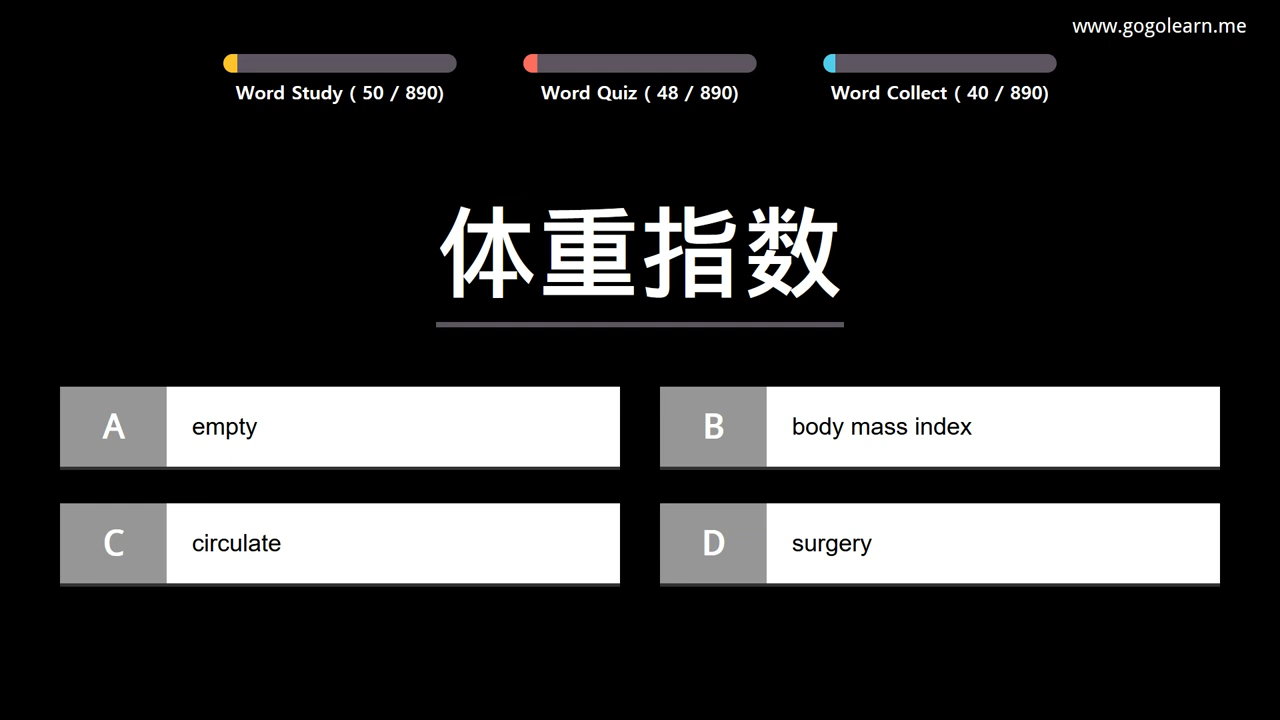 www.gogolearn.me
Word Study ( 50 / 890)
Word Quiz ( 48 / 890)
Word Collect ( 40 / 890)
体重指数
A empty
B body mass index
C circulate
D surgery